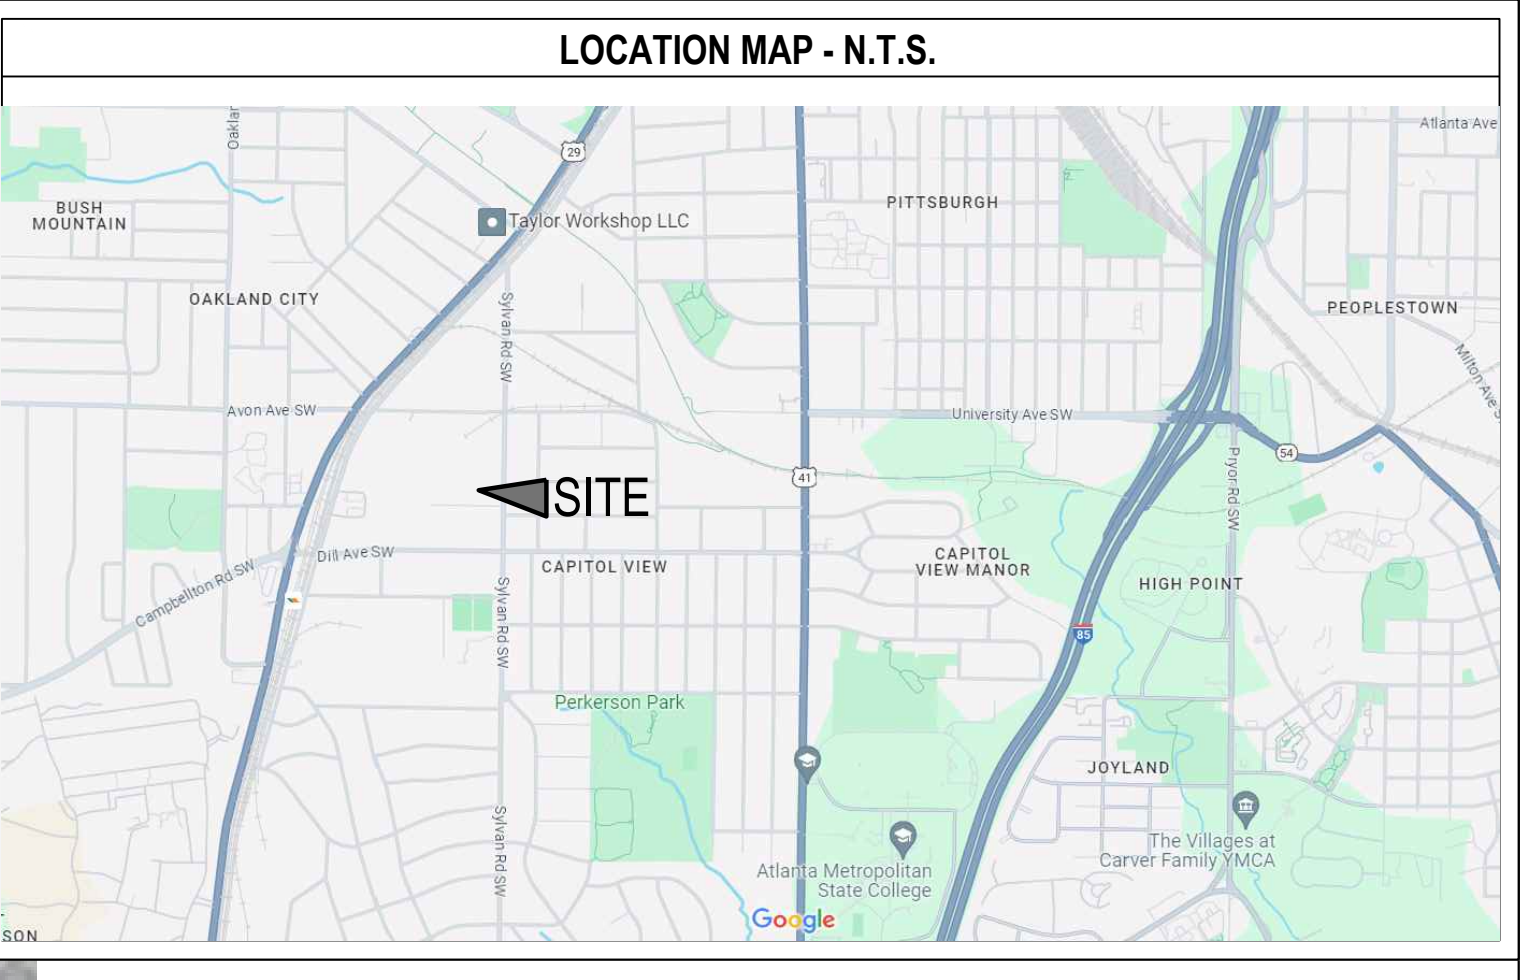 LOCATION MAP - N.T.S.
Oaklan
29
Atlanta Ave
BUSH
MOUNTAIN
Taylor Workshop LLC
PITTSBURGH
OAKLAND CITY
Sylvan Rd SW
PEOPLESTOWN
Milton Ave S
Avon Ave SW
University Ave SW
54
Pryor Rd SW
41
SITE
Dill Ave SW
CAPITOL VIEW
CAPITOL
VIEW MANOR
HIGH POINT
Campbellton Rd SW
Sylvan Rd SW
85
Perkerson Park
JOYLAND
Sylvan Rd SW
The Villages at
Carver Family YMCA
Atlanta Metropolitan
State College
Google
SON